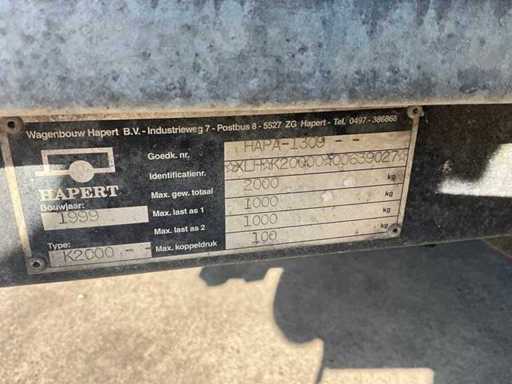 Wagenbouw Hapert B.V. - Industrieweg 7 - Postbus 8 - 5527 ZG Hapert - Tel. 0497-386868
HAPERT
Bouwjaar:
1999
Type:
K2000 - -
Goedk. nr. HAPA-1309 - -
Identificatienr.
Max. gew. totaal 2000 kg
Max. last as 1 1000 kg
Max. last as 2 1000 kg
Max. koppeldruk 100 kg